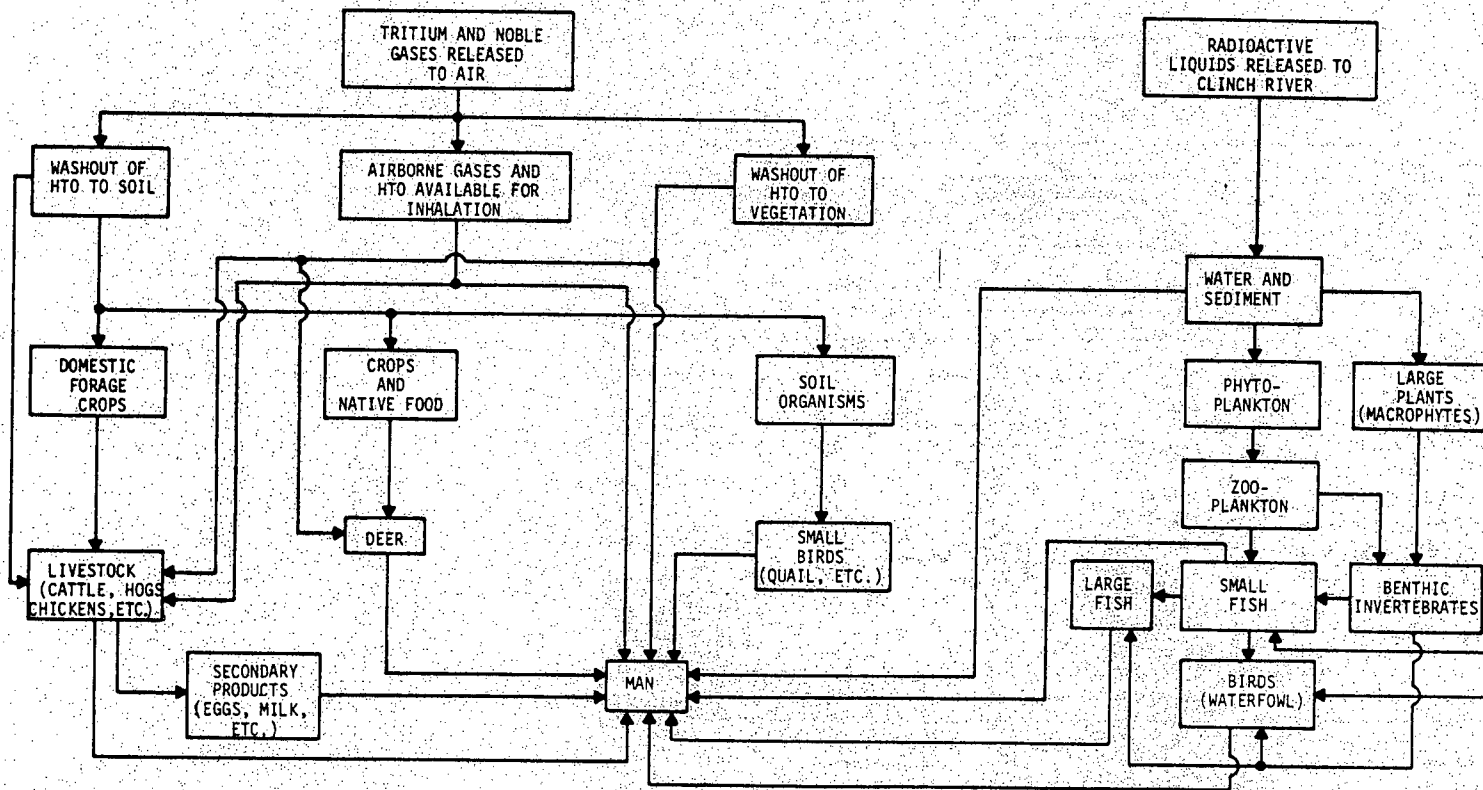 TRITIUM AND NOBLE
GASES RELEASED
TO AIR
RADIOACTIVE
LIQUIDS RELEASED TO
CLINCH RIVER
WASHOUT OF
HTO TO SOIL
AIRBORNE GASES AND
HTO AVAILABLE FOR
INHALATION
WASHOUT OF
HTO TO
VEGETATION
WATER AND
SEDIMENT
DOMESTIC
FORAGE
CROPS
CROPS
AND
NATIVE FOOD
SOIL
ORGANISMS
PHYTO-
PLANKTON
LARGE
PLANTS
(MACROPHYTES)
ZOO-
PLANKTON
DEER
SMALL
BIRDS
(QUAIL, ETC.)
LIVESTOCK
(CATTLE, HOGS
CHICKENS,ETC.)
LARGE
FISH
SMALL
FISH
BENTHIC
INVERTEBRATES
SECONDARY
PRODUCTS
(EGGS, MILK,
ETC.)
MAN
BIRDS
(WATERFOWL)